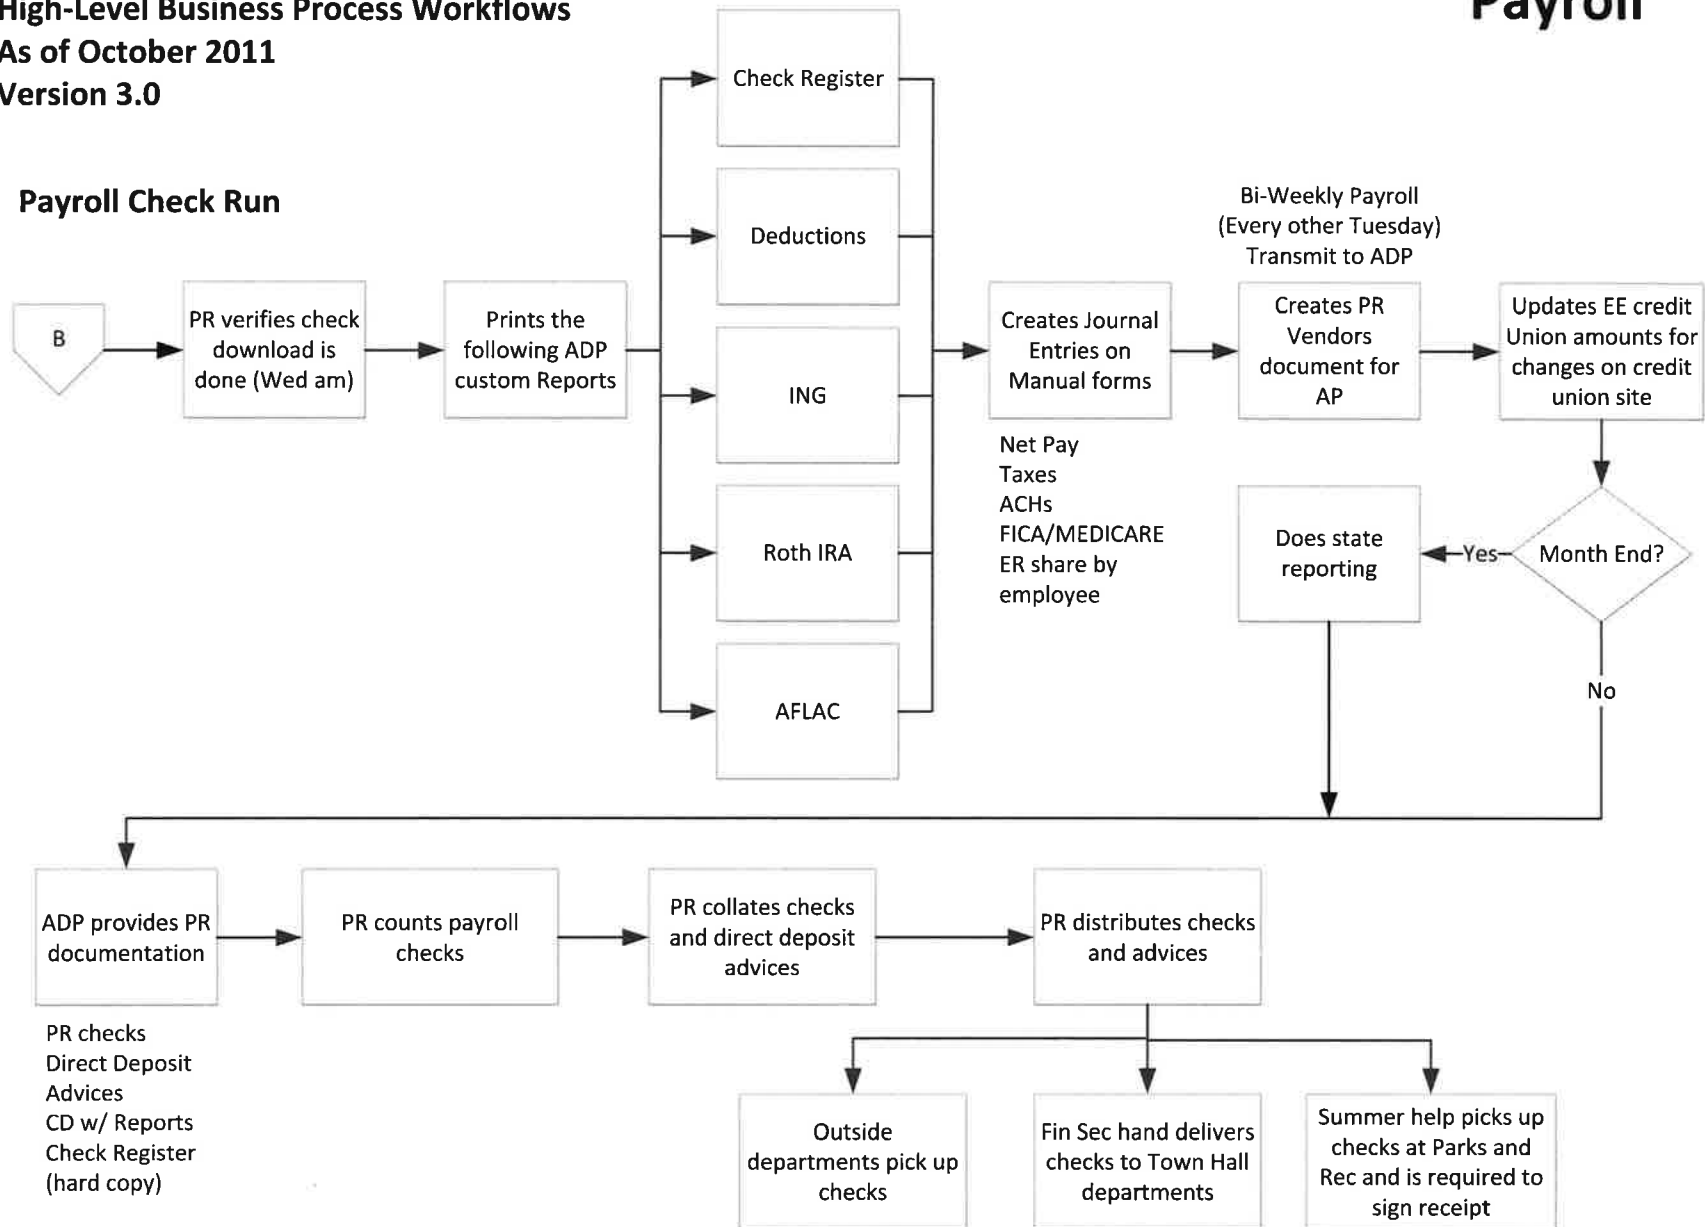 High-Level Business Process Workflows
As of October 2011
Version 3.0
Payroll
Payroll Check Run
B
PR verifies check
download is
done (Wed am)
Prints the
following ADP
custom Reports
Check Register
Deductions
ING
Roth IRA
AFLAC
Creates Journal
Entries on
Manual forms
Net Pay
Taxes
ACHs
FICA/MEDICARE
ER share by
employee
Bi-Weekly Payroll
(Every other Tuesday)
Transmit to ADP
Creates PR
Vendors
document for
AP
Updates EE credit
Union amounts for
changes on credit
union site
Month End?
Yes
Does state
reporting
No
ADP provides PR
documentation
PR checks
Direct Deposit
Advices
CD w/ Reports
Check Register
(hard copy)
PR counts payroll
checks
PR collates checks
and direct deposit
advices
PR distributes checks
and advices
Outside
departments pick up
checks
Fin Sec hand delivers
checks to Town Hall
departments
Summer help picks up
checks at Parks and
Rec and is required to
sign receipt